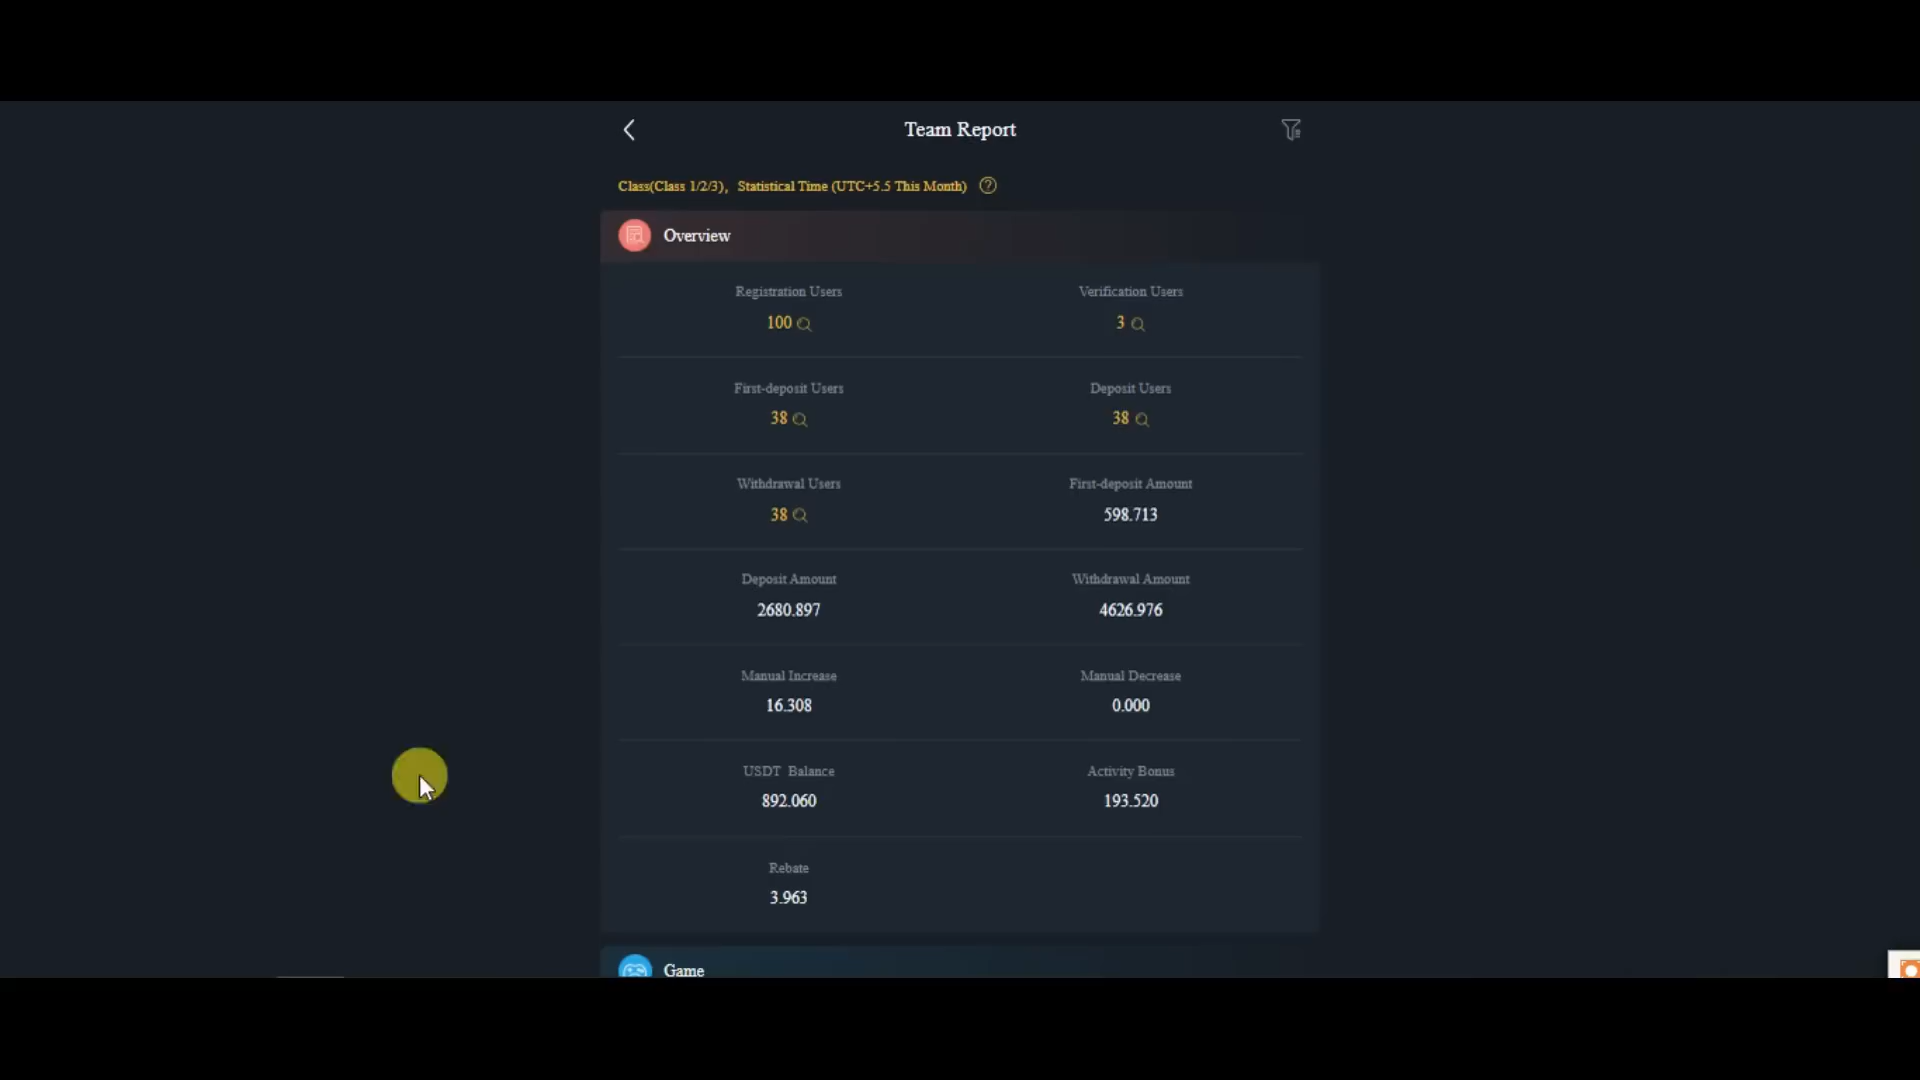 Team Report
Class(Class 1/2/3), Statistical Time (UTC+5.5 This Month)
Overview
Registration Users
100
Verification Users
3
First-deposit Users
38
Deposit Users
38
Withdrawal Users
38
First-deposit Amount
598.713
Deposit Amount
2680.897
Withdrawal Amount
4626.976
Manual Increase
16.308
Manual Decrease
0.000
USDT Balance
892.060
Activity Bonus
193.520
Rebate
3.963
Game